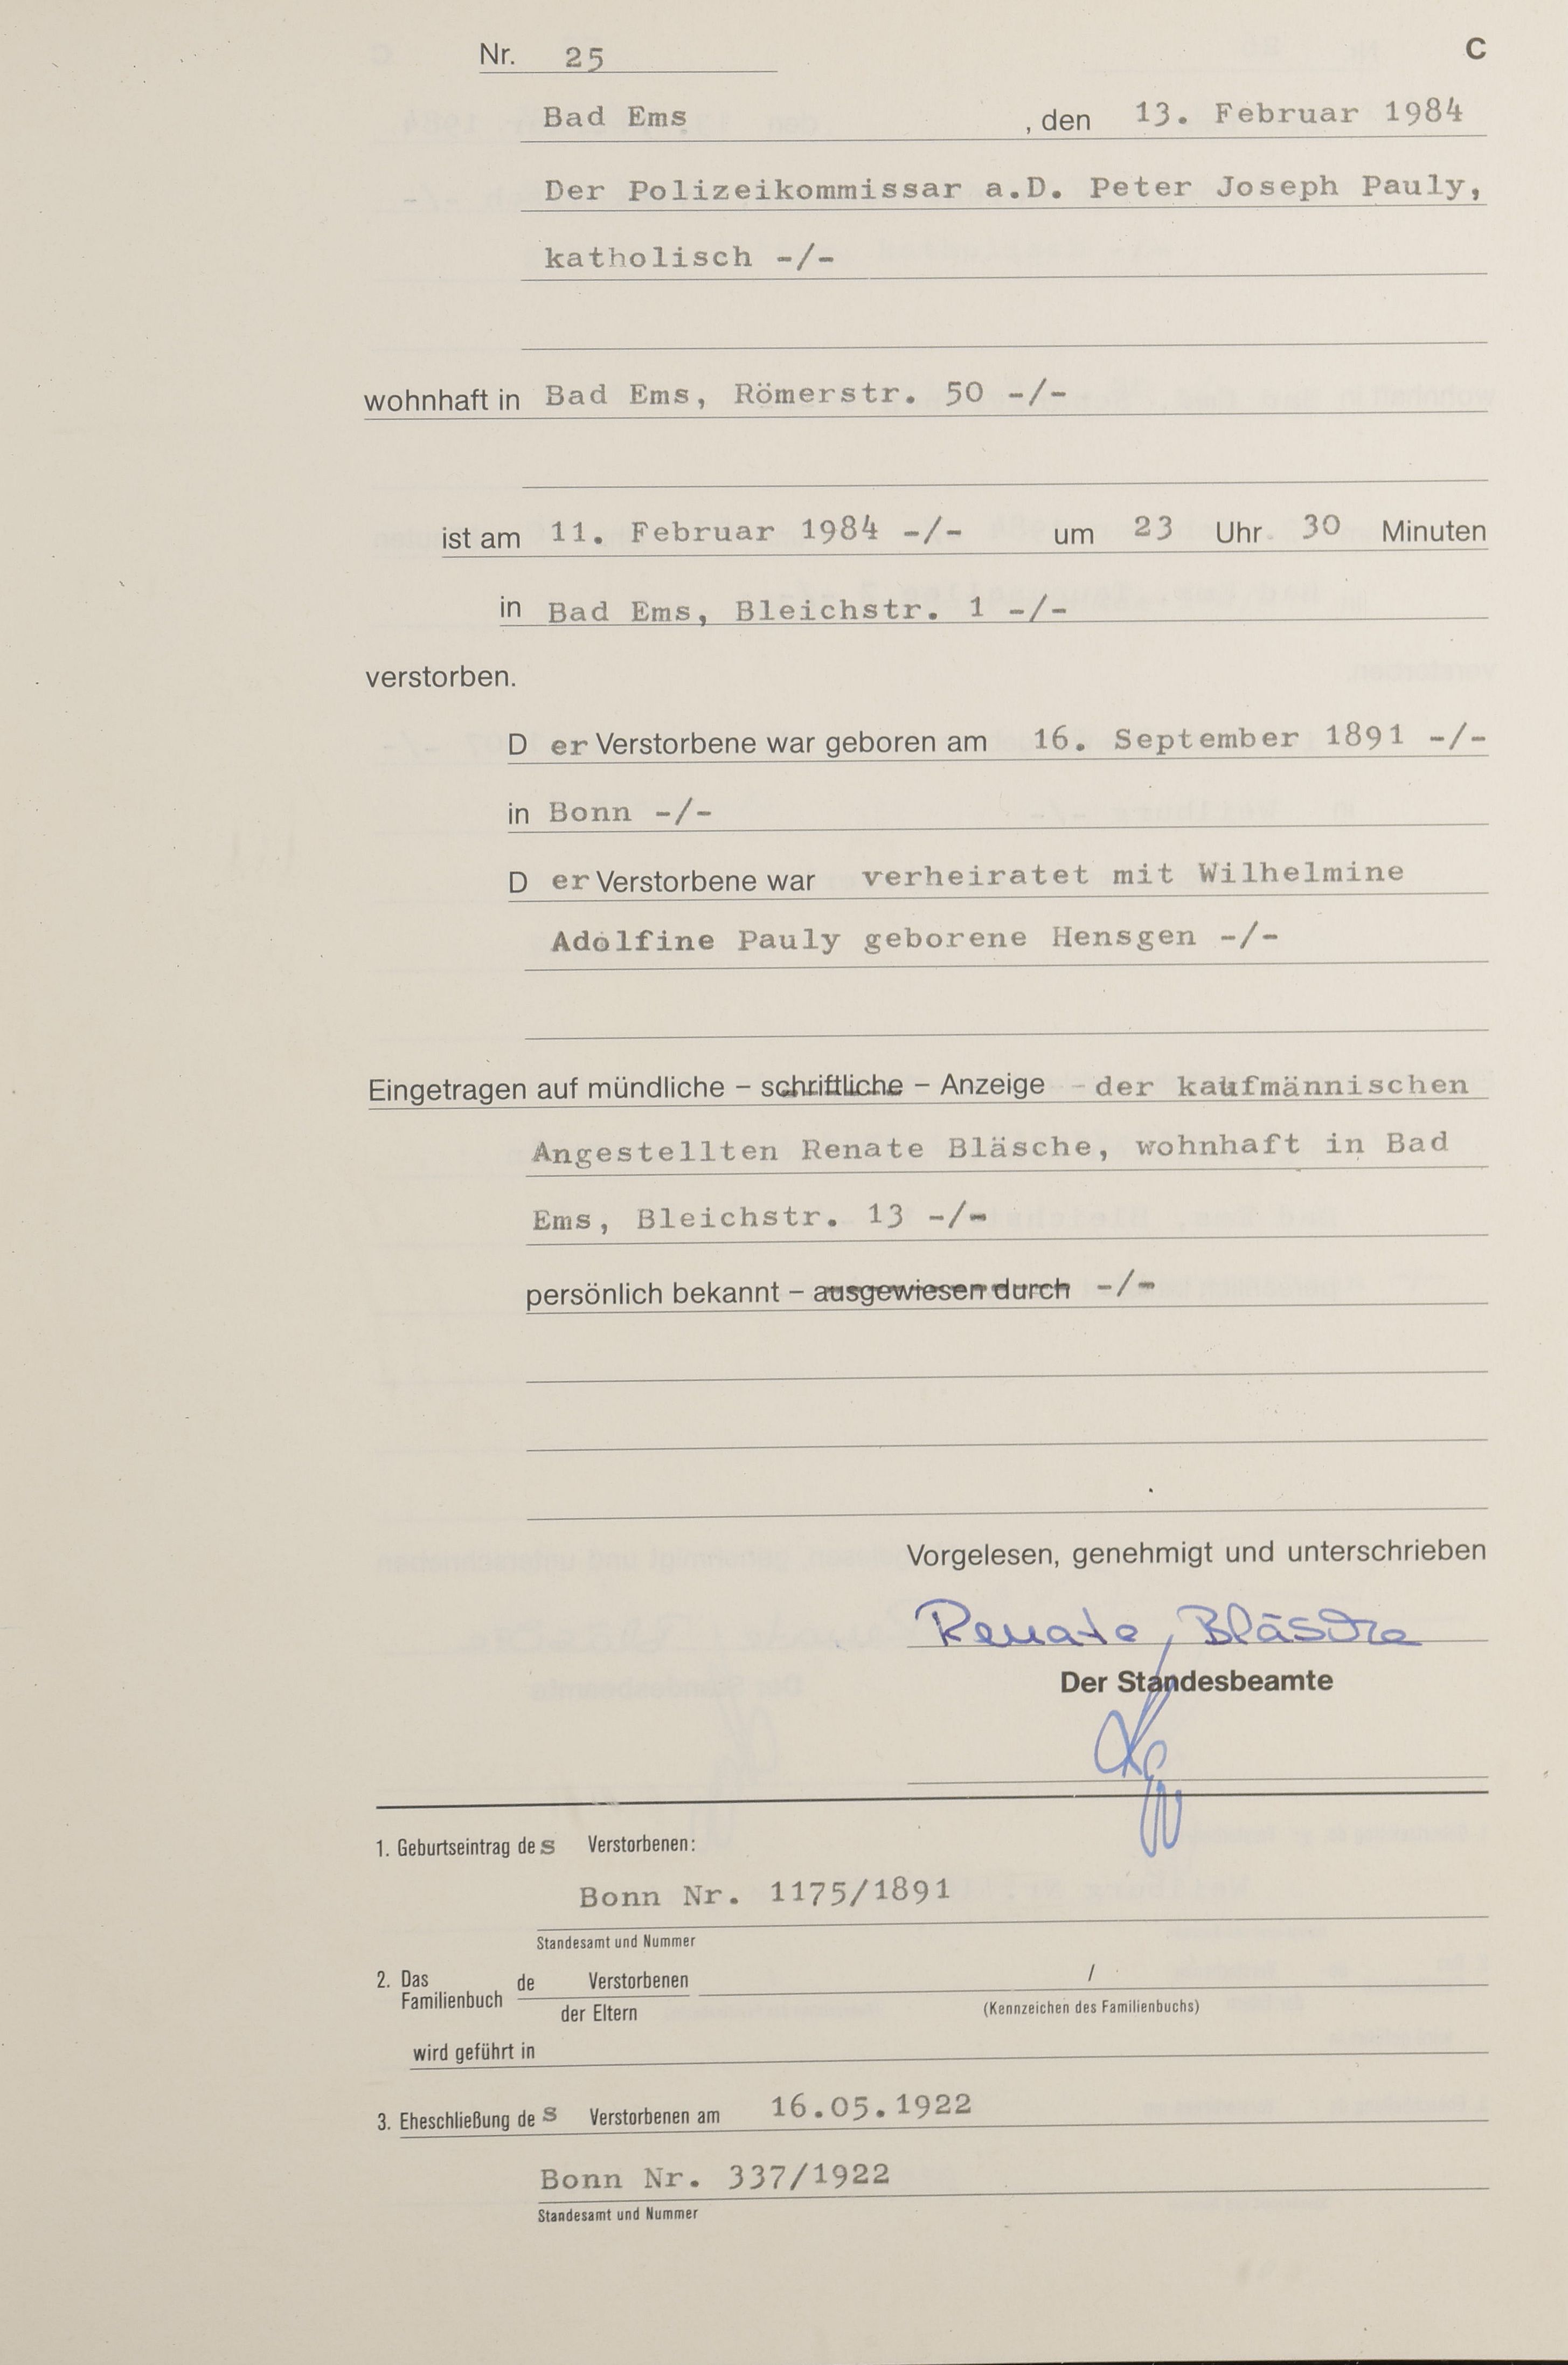 Nr. 25 C
Bad Ems , den 13. Februar 1984
Der Polizeikommissar a.D. Peter Joseph Pauly,
katholisch -/-
wohnhaft in Bad Ems, Römerstr. 50 -/-
ist am 11. Februar 1984 -/- um 23 Uhr 30 Minuten
in Bad Ems, Bleichstr. 1 -/-
verstorben.
D er Verstorbene war geboren am 16. September 1891 -/-
in Bonn -/-
D er Verstorbene war verheiratet mit Wilhelmine
Adolfine Pauly geborene Hensgen -/-
Eingetragen auf mündliche – schriftliche – Anzeige - der kaufmännischen
Angestellten Renate Bläsche, wohnhaft in Bad
Ems, Bleichstr. 13 -/-
persönlich bekannt – ausgewiesen durch -/-
Vorgelesen, genehmigt und unterschrieben
Renate Bläsche
Der Standesbeamte
1. Geburtseintrag des Verstorbenen:
Bonn Nr. 1175/1891
Standesamt und Nummer
2. Das de Verstorbenen /
Familienbuch der Eltern (Kennzeichen des Familienbuchs)
wird geführt in
3. Eheschließung des Verstorbenen am 16.05.1922
Bonn Nr. 337/1922
Standesamt und Nummer